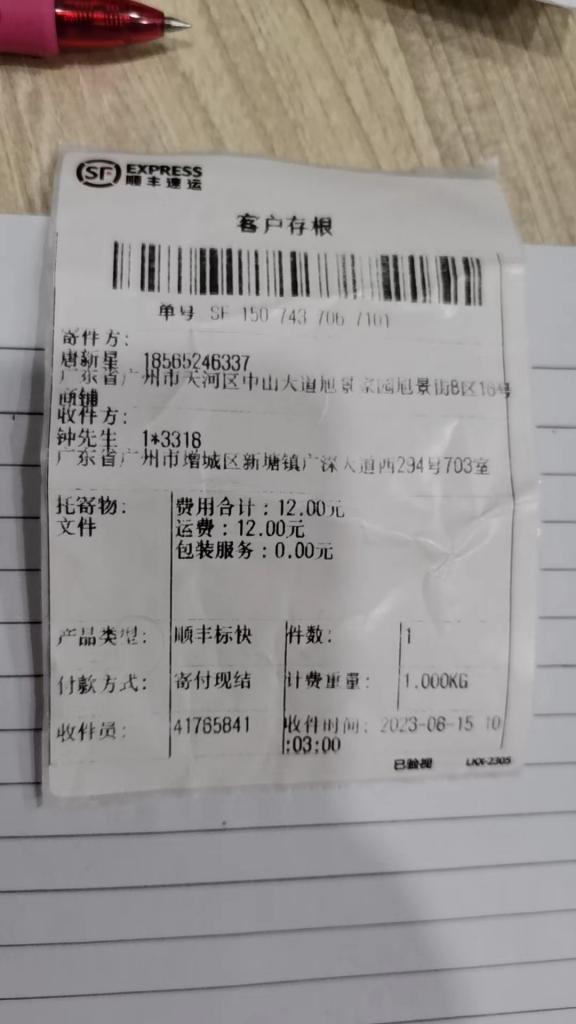 SF EXPRESS
顺丰速运
客户存根
单号 SF 150 743 706 7101
寄件方:
唐新星 18565246337
广东省广州市天河区中山大道旭景家园旭景街B区16号
商铺
收件方:
钟先生 1*3318
广东省广州市增城区新塘镇广深大道西294号703室
托寄物: 费用合计:12.00元
文件 运费:12.00元
包装服务:0.00元
产品类型: 顺丰标快 件数: 1
付款方式: 寄付现结 计费重量: 1.000KG
收件员: 41765841 收件时间: 2023-08-15 10
:03:00
已验视 LKX-2305